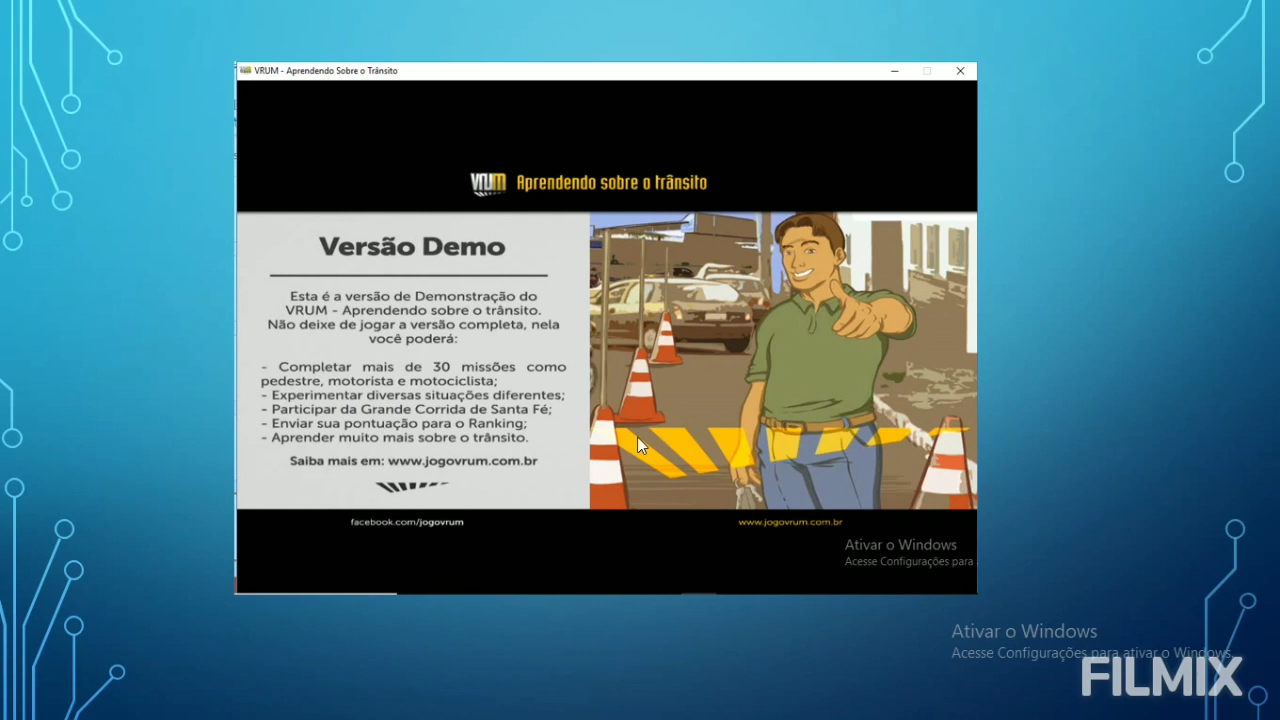 VRUM - Aprendendo Sobre o Trânsito
VRUM Aprendendo sobre o trânsito
Versão Demo
Esta é a versão de Demonstração do
VRUM - Aprendendo sobre o trânsito.
Não deixe de jogar a versão completa, nela
você poderá:
- Completar mais de 30 missões como
pedestre, motorista e motociclista;
- Experimentar diversas situações diferentes;
- Participar da Grande Corrida de Santa Fé;
- Enviar sua pontuação para o Ranking;
- Aprender muito mais sobre o trânsito.
Saiba mais em: www.jogovrum.com.br
facebook.com/jogovrum
www.jogovrum.com.br
Ativar o Windows
Acesse Configurações para
Ativar o Windows
Acesse Configurações para ativar o Windows.
FILMIX